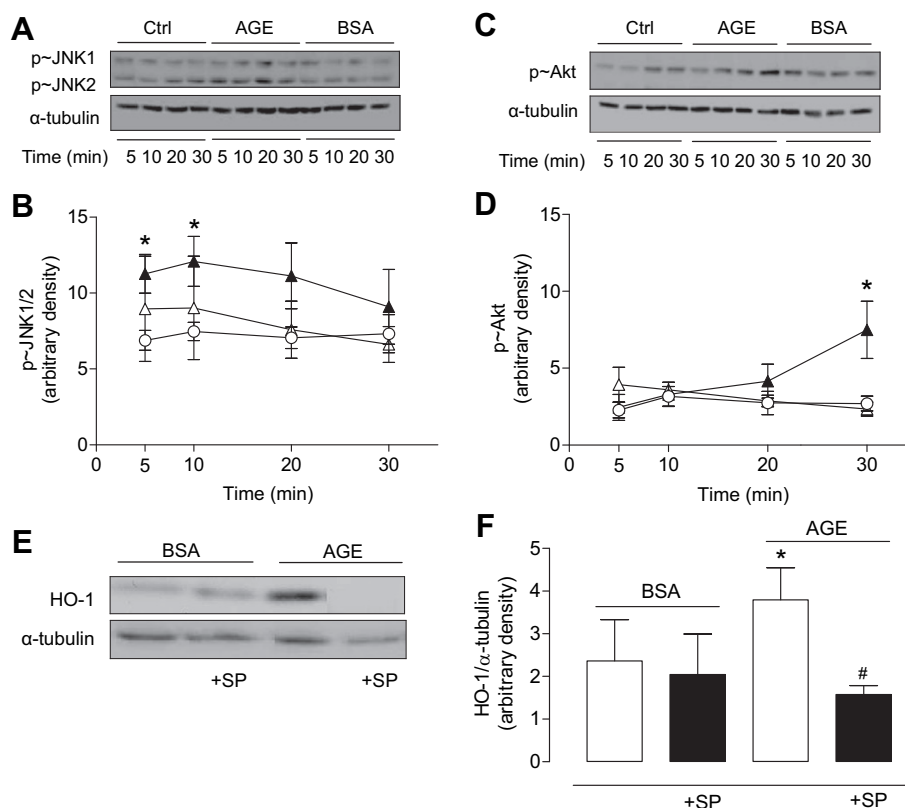 A
Ctrl AGE BSA
p~JNK1
p~JNK2
α-tubulin
Time (min) 5 10 20 30 5 10 20 30 5 10 20 30
B
15
10
5
0
p~JNK1/2
(arbitrary density)
* *
0 5 10 20 30
Time (min)
C
Ctrl AGE BSA
p~Akt
α-tubulin
Time (min) 5 10 20 30 5 10 20 30 5 10 20 30
D
15
10
5
0
p~Akt
(arbitrary density)
*
0 5 10 20 30
Time (min)
E
BSA AGE
HO-1
α-tubulin
+SP +SP
F
5
4
3
2
1
0
HO-1/α-tubulin
(arbitrary density)
AGE
BSA
*
#
+SP +SP